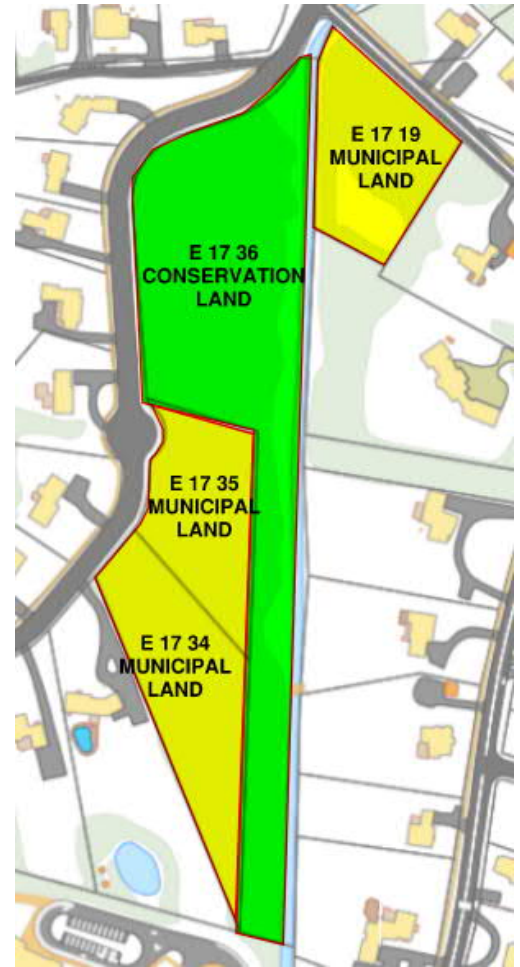 E 17 19
MUNICIPAL
LAND
E 17 36
CONSERVATION
LAND
E 17 35
MUNICIPAL
LAND
E 17 34
MUNICIPAL
LAND